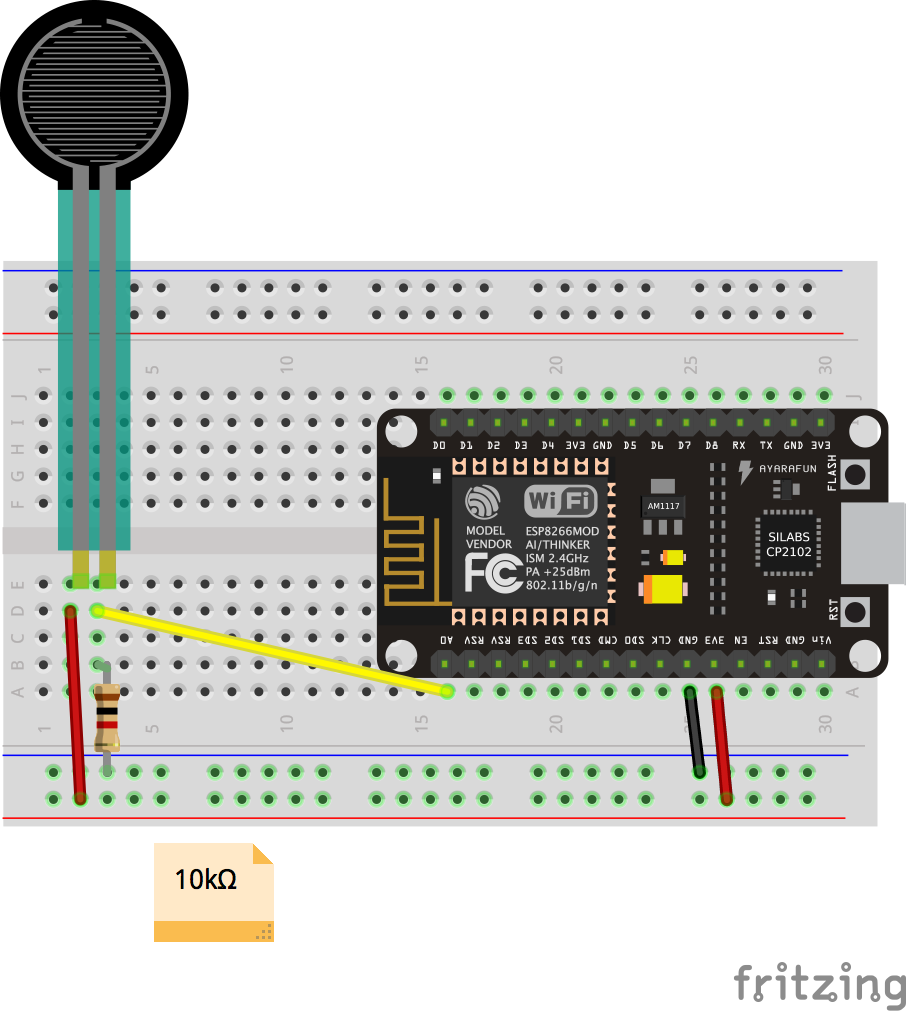 1 5 10 15 20 25 30
J J
I
H
G
F
D0 D1 D2 D3 D4 3V3 GND D5 D6 D7 D8 RX TX GND 3V3
FLASH
AYARAFUN
WiFi
AM1117
MODEL
VENDOR
ESP8266MOD
AI/THINKER
ISM 2.4GHz
PA +25dBm
802.11b/g/n
FC
SILABS
CP2102
RST
A0 RSV RSV SD3 SD2 SD1 CMD SD0 CLK GND 3V3 EN RST GND Vin
E
D
C
B
A A
1 5 10 15 20 25 30
10kΩ
fritzing